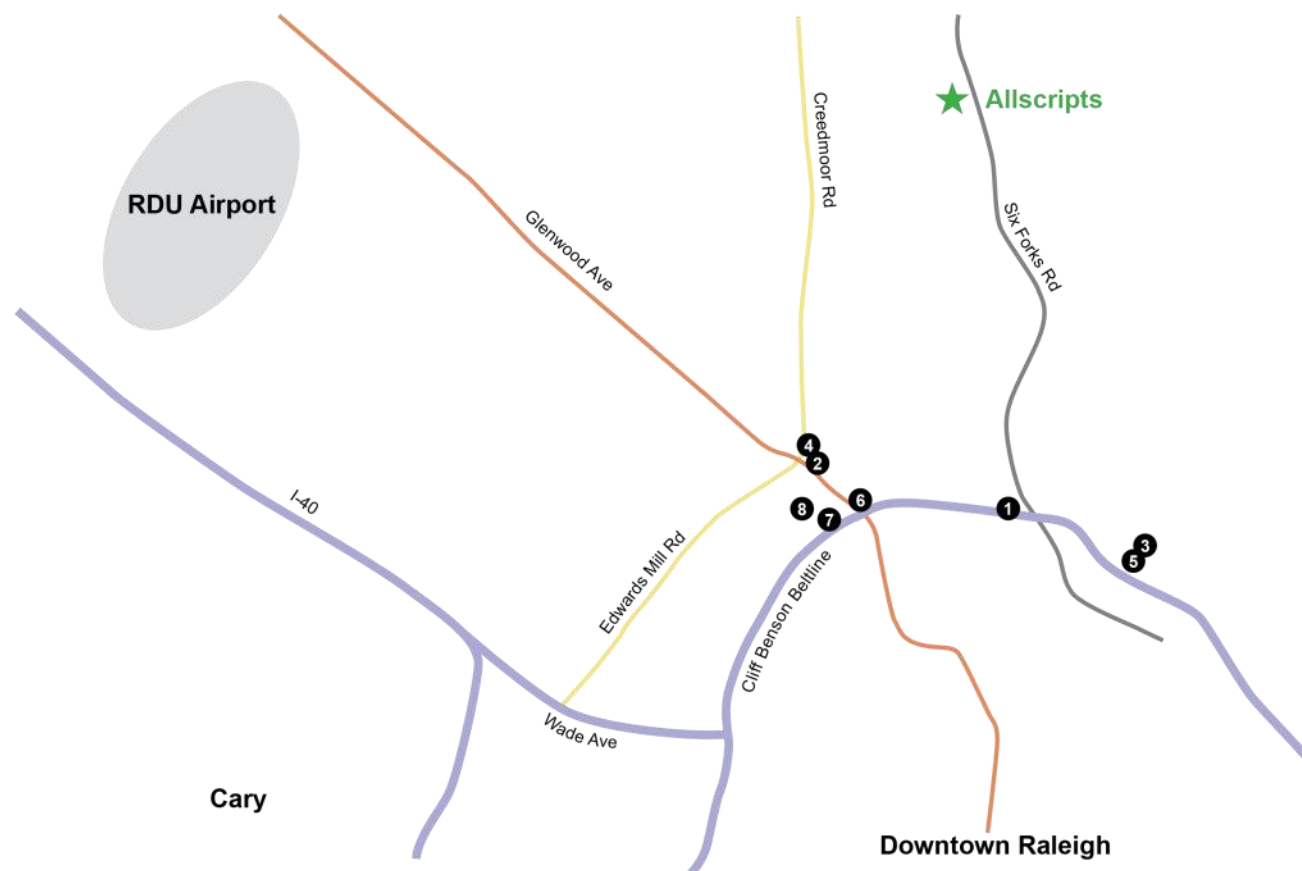 Allscripts
Creedmoor Rd
RDU Airport
Glenwood Ave
Six Forks Rd
4
2
6
8
7
1
3
5
I-40
Edwards Mill Rd
Cliff Benson Beltline
Wade Ave
Cary
Downtown Raleigh